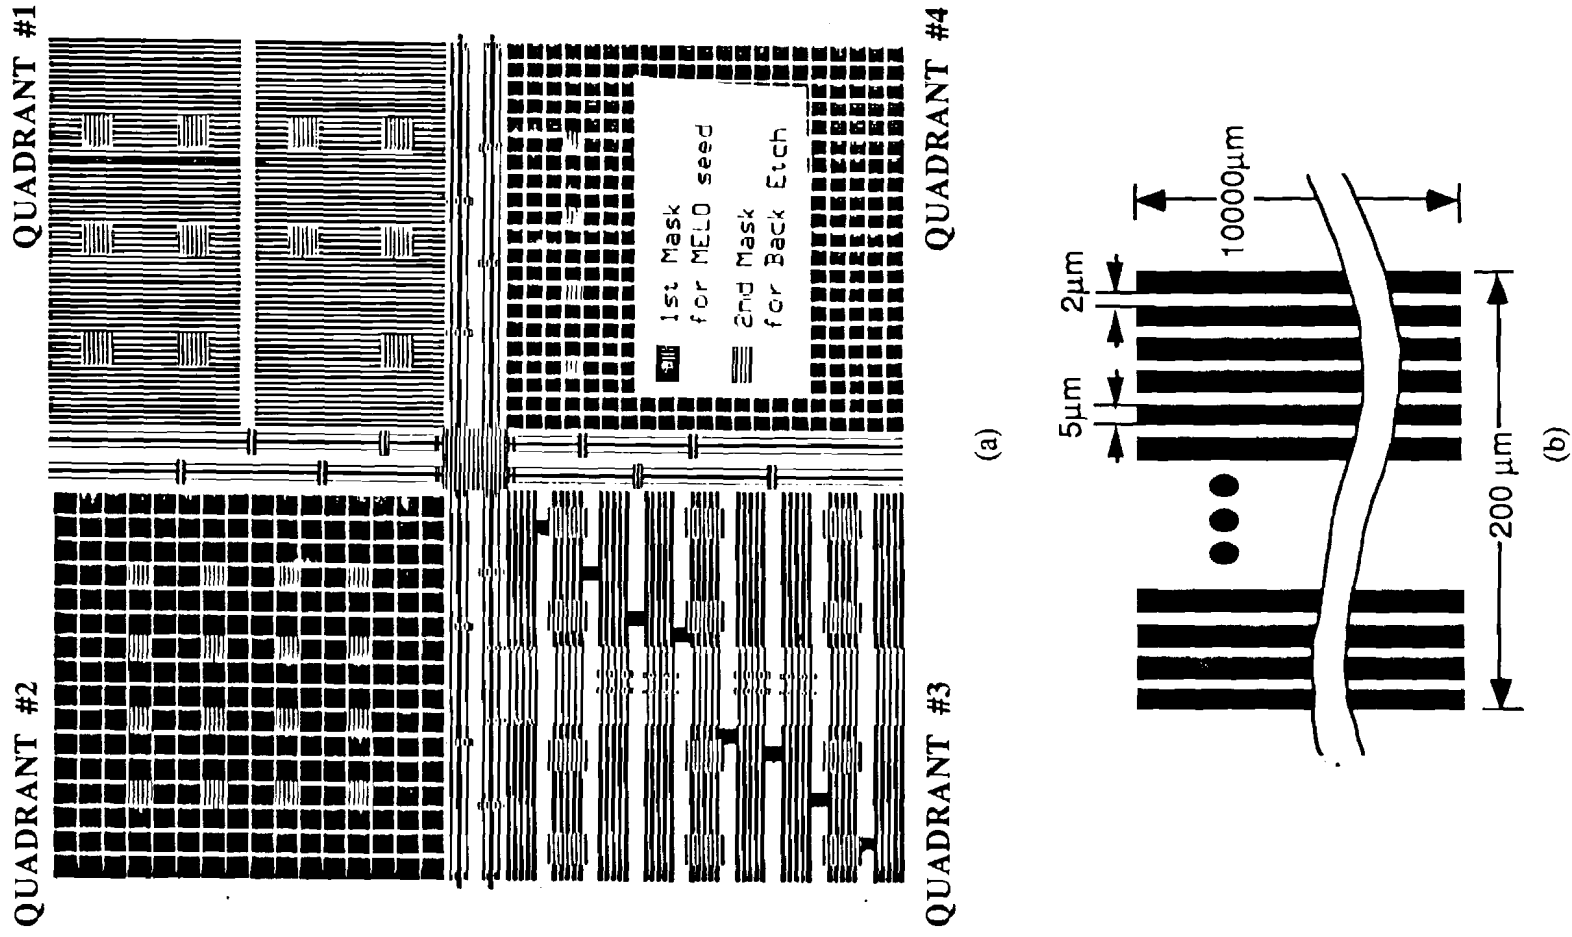 QUADRANT #2
QUADRANT #1
1st Mask
for MELO seed
2nd Mask
for Back Etch
QUADRANT #3
QUADRANT #4
(a)
5μm
2μm
10000μm
200 μm
(b)